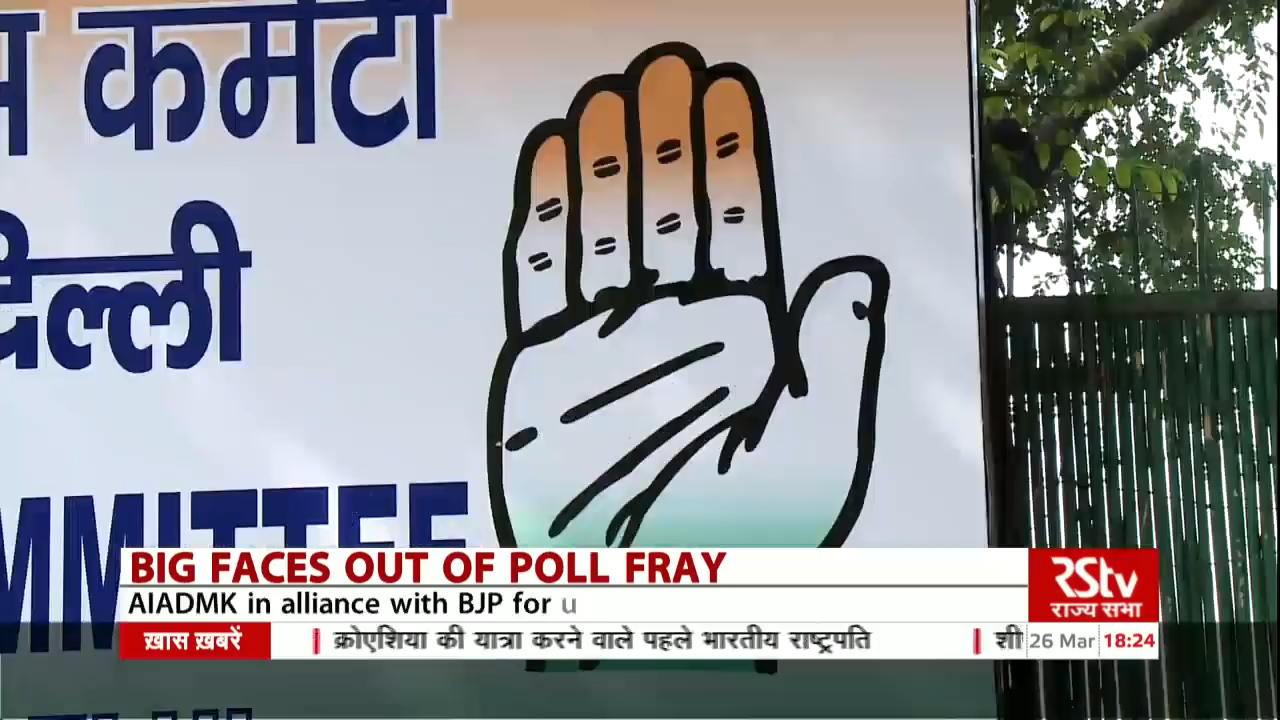 कमेटी
दिल्ली
MMITTEE
BIG FACES OUT OF POLL FRAY
AIADMK in alliance with BJP for u
RSTV
राज्य सभा
ख़ास ख़बरें
क्रोएशिया की यात्रा करने वाले पहले भारतीय राष्ट्रपति
शी
26 Mar 18:24